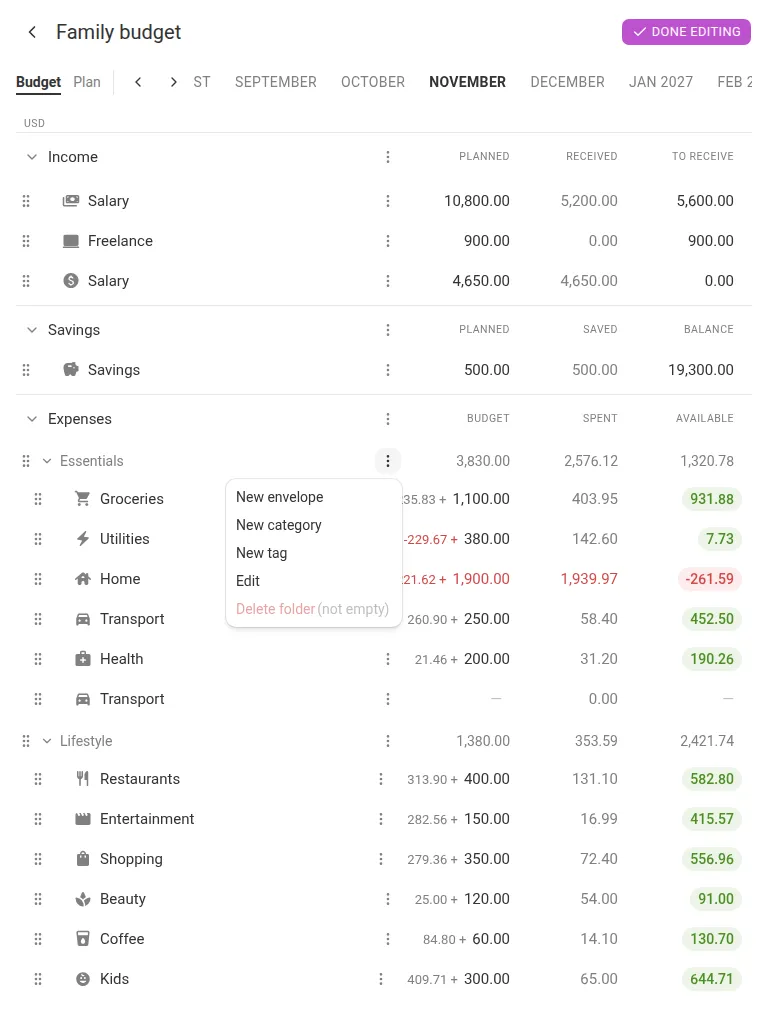 Family budget
DONE EDITING
Budget Plan ST SEPTEMBER OCTOBER NOVEMBER DECEMBER JAN 2027 FEB 2
USD
Income PLANNED RECEIVED TO RECEIVE
Salary 10,800.00 5,200.00 5,600.00
Freelance 900.00 0.00 900.00
Salary 4,650.00 4,650.00 0.00
Savings PLANNED SAVED BALANCE
Savings 500.00 500.00 19,300.00
Expenses BUDGET SPENT AVAILABLE
Essentials 3,830.00 2,576.12 1,320.78
Groceries 35.83 + 1,100.00 403.95 931.88
Utilities -229.67 + 380.00 142.60 7.73
Home 21.62 + 1,900.00 1,939.97 -261.59
Transport 260.90 + 250.00 58.40 452.50
Health 21.46 + 200.00 31.20 190.26
Transport — 0.00 —
New envelope
New category
New tag
Edit
Delete folder (not empty)
Lifestyle 1,380.00 353.59 2,421.74
Restaurants 313.90 + 400.00 131.10 582.80
Entertainment 282.56 + 150.00 16.99 415.57
Shopping 279.36 + 350.00 72.40 556.96
Beauty 25.00 + 120.00 54.00 91.00
Coffee 84.80 + 60.00 14.10 130.70
Kids 409.71 + 300.00 65.00 644.71